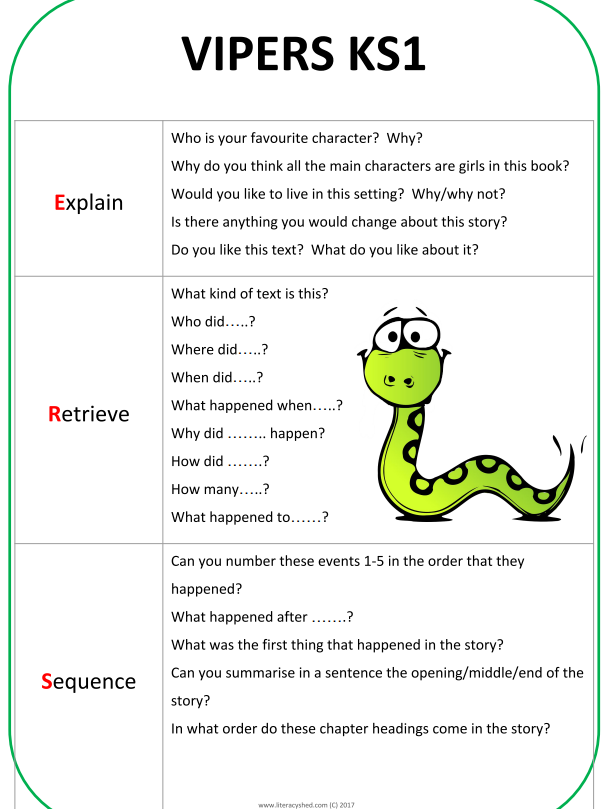 VIPERS KS1
Explain
Who is your favourite character?  Why?
Why do you think all the main characters are girls in this book?
Would you like to live in this setting?  Why/why not?
Is there anything you would change about this story?
Do you like this text?  What do you like about it?
Retrieve
What kind of text is this?
Who did…..?
Where did…..?
When did…..?
What happened when…..?
Why did …….. happen?
How did …….?
How many…..?
What happened to……?
Sequence
Can you number these events 1-5 in the order that they
happened?
What happened after …….?
What was the first thing that happened in the story?
Can you summarise in a sentence the opening/middle/end of the
story?
In what order do these chapter headings come in the story?
www.literacyshed.com (C) 2017